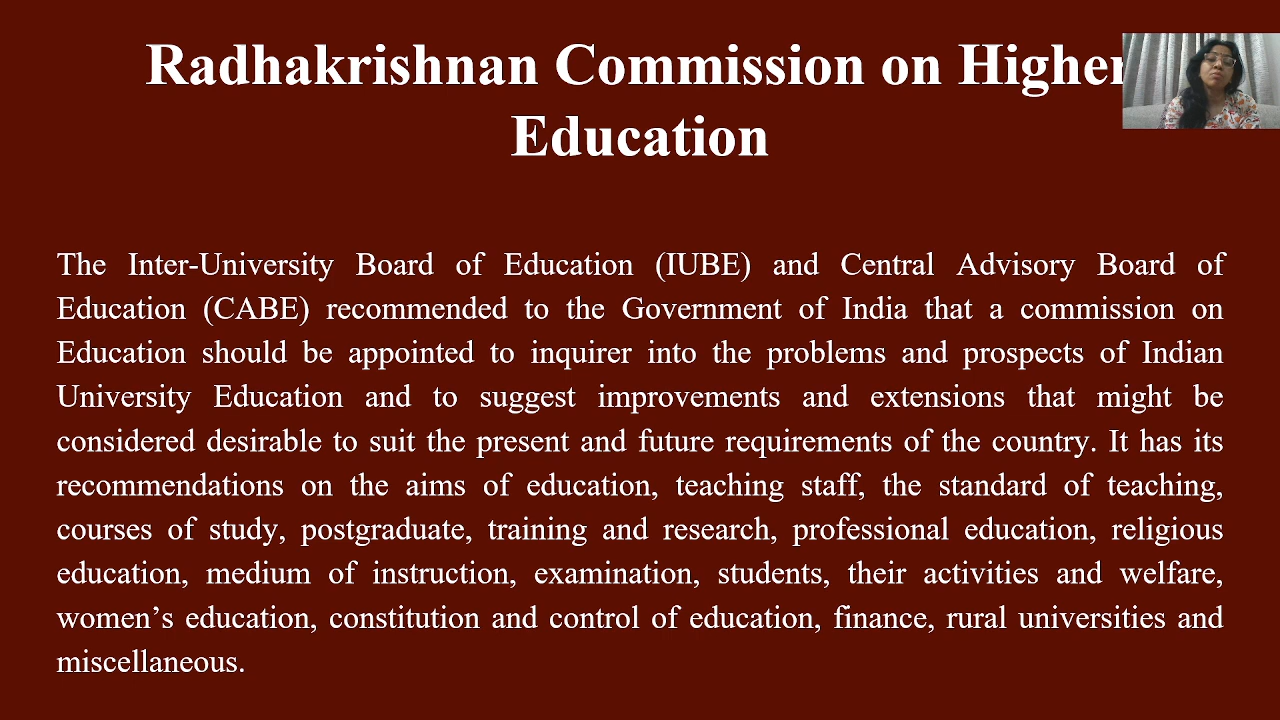 Radhakrishnan Commission on Higher
Education
The Inter-University Board of Education (IUBE) and Central Advisory Board of
Education (CABE) recommended to the Government of India that a commission on
Education should be appointed to inquirer into the problems and prospects of Indian
University Education and to suggest improvements and extensions that might be
considered desirable to suit the present and future requirements of the country. It has its
recommendations on the aims of education, teaching staff, the standard of teaching,
courses of study, postgraduate, training and research, professional education, religious
education, medium of instruction, examination, students, their activities and welfare,
women’s education, constitution and control of education, finance, rural universities and
miscellaneous.